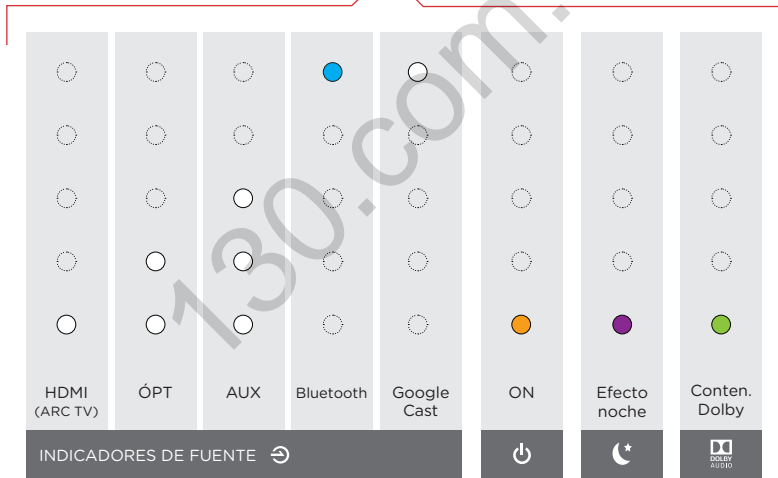 130.com.
HDMI
(ARC TV)
ÓPT
AUX
Bluetooth
Google
Cast
ON
Efecto
noche
Conten.
Dolby
INDICADORES DE FUENTE
DOLBY
AUDIO